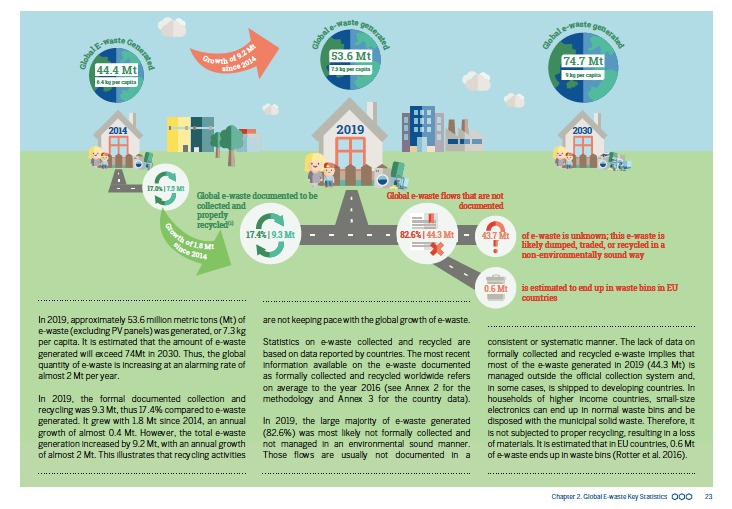 Global E-waste Generated
44.4 Mt
6.4 kg per capita
Growth of 9.2 Mt
since 2014
Global e-waste generated
53.6 Mt
7.3 kg per capita
Global e-waste generated
74.7 Mt
9 kg per capita
2014
2019
2030
17.0% | 7.5 Mt
Growth of 1.8 Mt
since 2014
Global e-waste documented to be
collected and
properly
recycled
17.4% | 9.3 Mt
Global e-waste flows that are not
documented
82.6% | 44.3 Mt
43.7 Mt
of e-waste is unknown; this e-waste is
likely dumped, traded, or recycled in a
non-environmentally sound way
0.6 Mt
is estimated to end up in waste bins in EU
countries
In 2019, approximately 53.6 million metric tons (Mt) of
e-waste (excluding PV panels) was generated, or 7.3 kg
per capita. It is estimated that the amount of e-waste
generated will exceed 74Mt in 2030. Thus, the global
quantity of e-waste is increasing at an alarming rate of
almost 2 Mt per year.
In 2019, the formal documented collection and
recycling was 9.3 Mt, thus 17.4% compared to e-waste
generated. It grew with 1.8 Mt since 2014, an annual
growth of almost 0.4 Mt. However, the total e-waste
generation increased by 9.2 Mt, with an annual growth
of almost 2 Mt. This illustrates that recycling activities
are not keeping pace with the global growth of e-waste.
Statistics on e-waste collected and recycled are
based on data reported by countries. The most recent
information available on the e-waste documented
as formally collected and recycled worldwide refers
on average to the year 2016 (see Annex 2 for the
methodology and Annex 3 for the country data).
In 2019, the large majority of e-waste generated
(82.6%) was most likely not formally collected and
not managed in an environmental sound manner.
Those flows are usually not documented in a
consistent or systematic manner. The lack of data on
formally collected and recycled e-waste implies that
most of the e-waste generated in 2019 (44.3 Mt) is
managed outside the official collection system and,
in some cases, is shipped to developing countries. In
households of higher income countries, small-size
electronics can end up in normal waste bins and be
disposed with the municipal solid waste. Therefore, it
is not subjected to proper recycling, resulting in a loss
of materials. It is estimated that in EU countries, 0.6 Mt
of e-waste ends up in waste bins (Rotter et al. 2016).
Chapter 2. Global E-waste Key Statistics 23